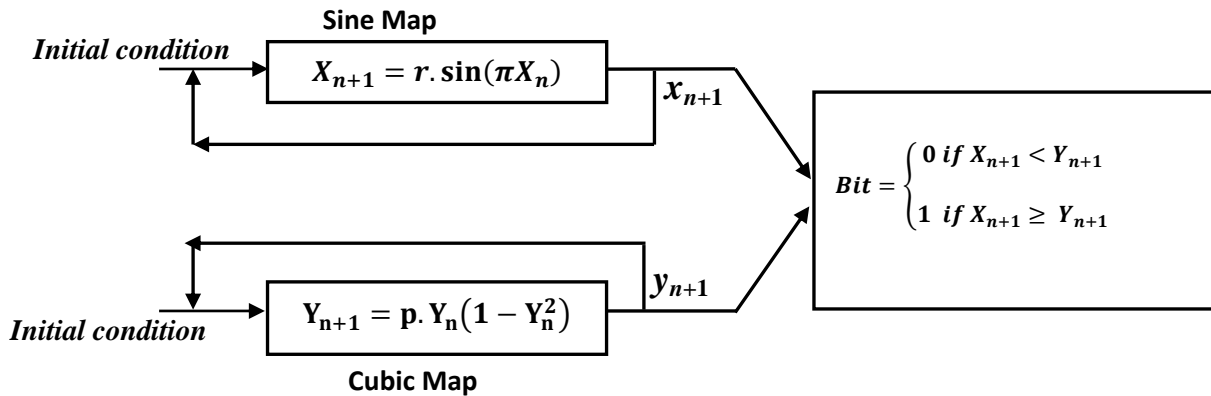 Sine Map
Initial condition
X_{n+1} = r. sin(πX_n)
x_{n+1}
Bit = { 0 if X_{n+1} < Y_{n+1}
1 if X_{n+1} ≥ Y_{n+1}
y_{n+1}
Y_{n+1} = p. Y_n(1 − Y_n^2)
Initial condition
Cubic Map